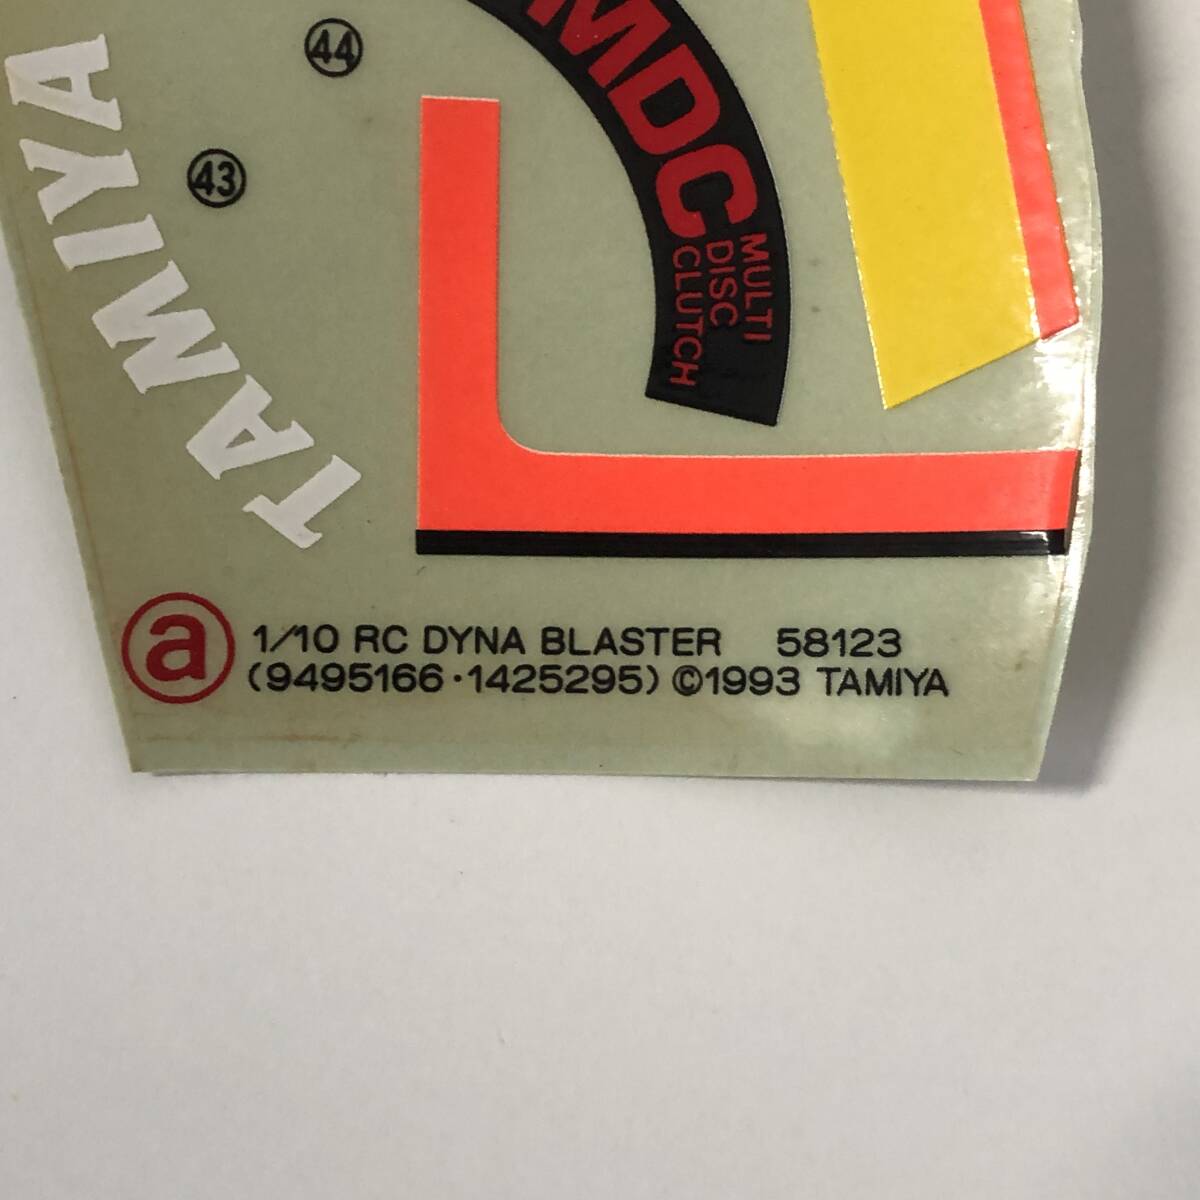 44
43
TAMIYA
MDC
MULTI
DISC
CLUTCH
a
1/10 RC DYNA BLASTER 58123
(9495166・1425295) ©1993 TAMIYA